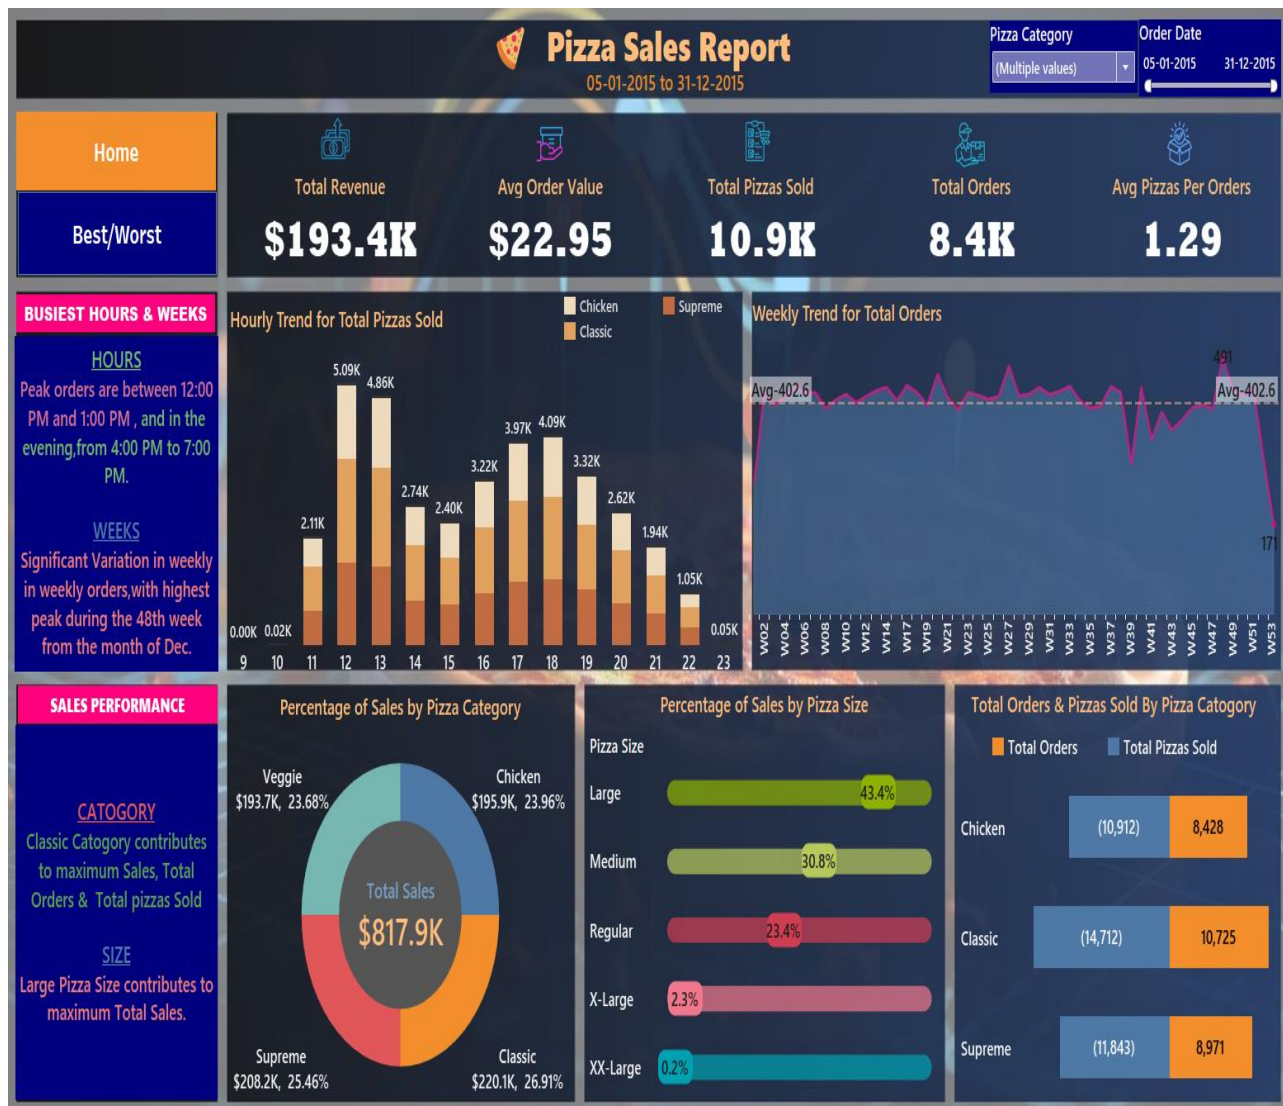 Pizza Sales Report
05-01-2015 to 31-12-2015
Pizza Category
(Multiple values)
Order Date
05-01-2015 31-12-2015
Home
Best/Worst
Total Revenue
$193.4K
Avg Order Value
$22.95
Total Pizzas Sold
10.9K
Total Orders
8.4K
Avg Pizzas Per Orders
1.29
BUSIEST HOURS & WEEKS
HOURS
Peak orders are between 12:00
PM and 1:00 PM , and in the
evening,from 4:00 PM to 7:00
PM.
WEEKS
Significant Variation in weekly
in weekly orders,with highest
peak during the 48th week
from the month of Dec.
Hourly Trend for Total Pizzas Sold
Chicken
Supreme
Classic
0.00K 0.02K 2.11K 5.09K 4.86K 2.74K 2.40K 3.22K 3.97K 4.09K 3.32K 2.62K 1.94K 1.05K 0.05K
9 10 11 12 13 14 15 16 17 18 19 20 21 22 23
Weekly Trend for Total Orders
491
Avg-402.6
Avg-402.6
171
W02 W04 W06 W08 W10 W12 W14 W17 W19 W21 W23 W25 W27 W29 W31 W33 W35 W37 W39 W41 W43 W45 W47 W49 W51 W53
SALES PERFORMANCE
CATOGORY
Classic Catogory contributes
to maximum Sales, Total
Orders & Total pizzas Sold
SIZE
Large Pizza Size contributes to
maximum Total Sales.
Percentage of Sales by Pizza Category
Veggie
$193.7K, 23.68%
Chicken
$195.9K, 23.96%
Total Sales
$817.9K
Supreme
$208.2K, 25.46%
Classic
$220.1K, 26.91%
Percentage of Sales by Pizza Size
Pizza Size
Large 43.4%
Medium 30.8%
Regular 23.4%
X-Large 2.3%
XX-Large 0.2%
Total Orders & Pizzas Sold By Pizza Catogory
Total Orders Total Pizzas Sold
Chicken (10,912) 8,428
Classic (14,712) 10,725
Supreme (11,843) 8,971